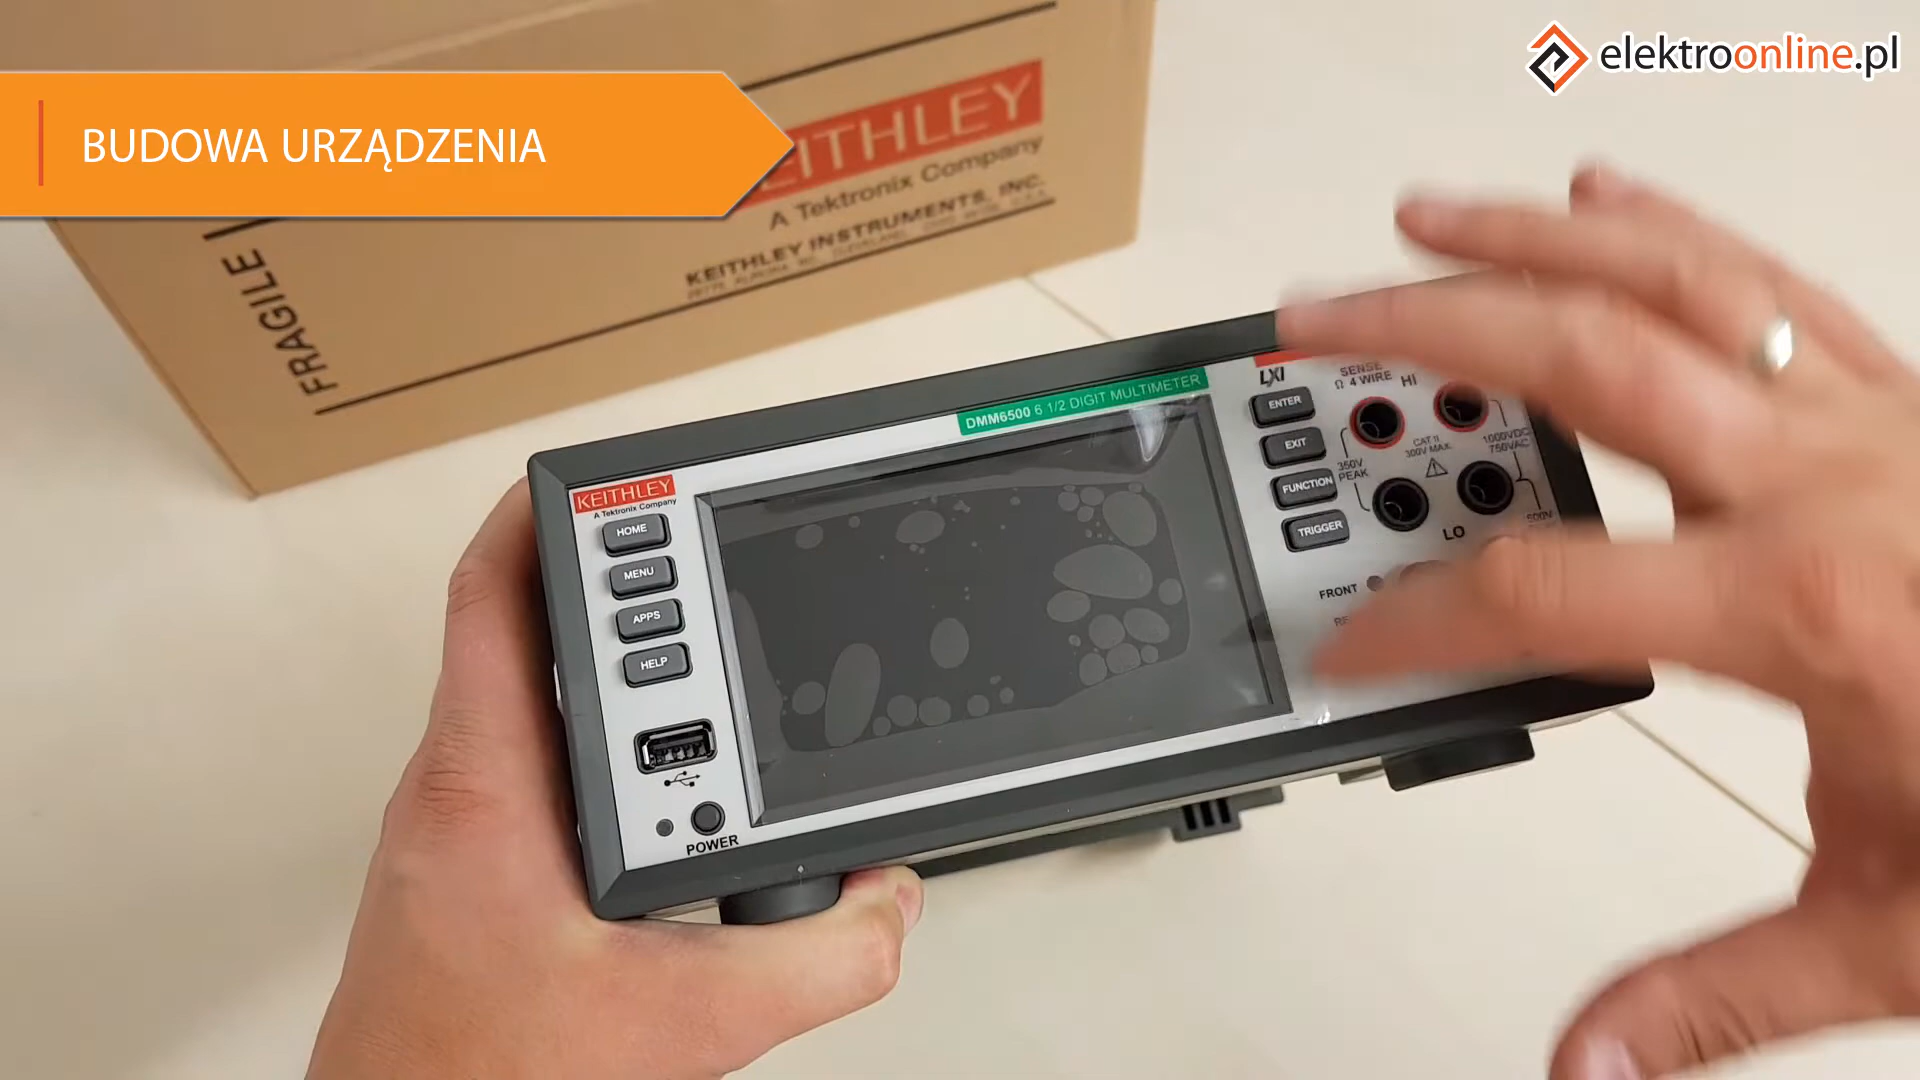 elektroonline.pl
BUDOWA URZĄDZENIA
KEITHLEY
A Tektronix Company
KEITHLEY INSTRUMENTS, INC.
FRAGILE
DMM6500 6 1/2 DIGIT MULTIMETER
KEITHLEY
A Tektronix Company
HOME
MENU
APPS
HELP
POWER
LXI
ENTER
EXIT
FUNCTION
TRIGGER
SENSE
Ω 4 WIRE
HI
350V
PEAK
CAT II
300V MAX.
1000VDC
750VAC
LO
500V
FRONT